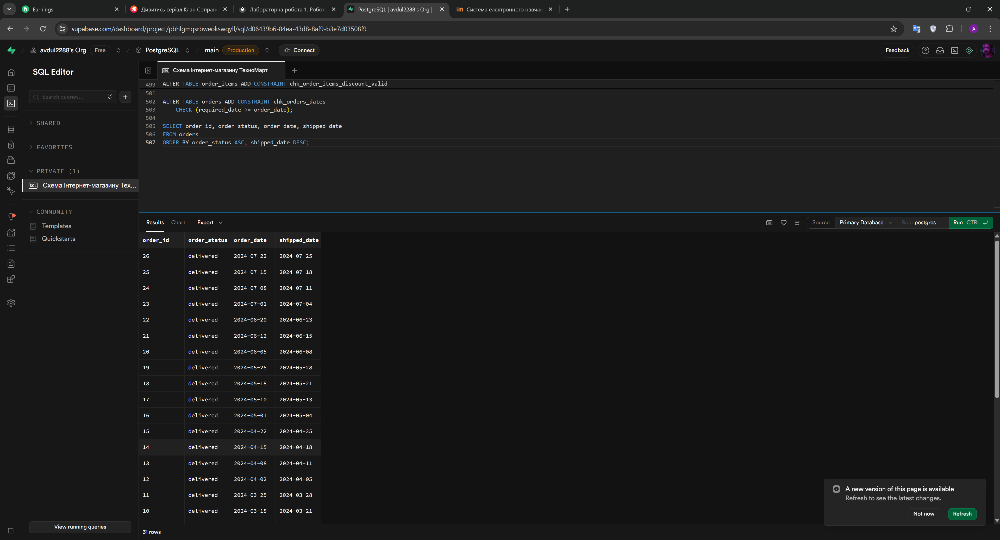 Earnings
Дивитись серіал Клан Сопран
Лабораторна робота 1. Робот
PostgreSQL | avdul2288's Org |
Система електронного навчан
supabase.com/dashboard/project/pbhlgmqsrbweokswqyll/sql/d06439b6-84ea-43d8-8af9-b3e7d03508f9
A
avdul2288's Org Free / PostgreSQL / main Production Connect
Feedback
SQL Editor
Search queries...
SHARED
FAVORITES
PRIVATE (1)
SQL Схема інтернет-магазину Тех...
COMMUNITY
Templates
Quickstarts
View running queries
SQL Схема інтернет-магазину ТехноМарт
499 ALTER TABLE order_items ADD CONSTRAINT chk_order_items_discount_valid
501
502 ALTER TABLE orders ADD CONSTRAINT chk_orders_dates
503 CHECK (required_date >= order_date);
504
505 SELECT order_id, order_status, order_date, shipped_date
506 FROM orders
507 ORDER BY order_status ASC, shipped_date DESC;
Results Chart Export
Source Primary Database Role postgres Run CTRL
order_id order_status order_date shipped_date
26 delivered 2024-07-22 2024-07-25
25 delivered 2024-07-15 2024-07-18
24 delivered 2024-07-08 2024-07-11
23 delivered 2024-07-01 2024-07-04
22 delivered 2024-06-20 2024-06-23
21 delivered 2024-06-12 2024-06-15
20 delivered 2024-06-05 2024-06-08
19 delivered 2024-05-25 2024-05-28
18 delivered 2024-05-18 2024-05-21
17 delivered 2024-05-10 2024-05-13
16 delivered 2024-05-01 2024-05-04
15 delivered 2024-04-22 2024-04-25
14 delivered 2024-04-15 2024-04-18
13 delivered 2024-04-08 2024-04-11
12 delivered 2024-04-02 2024-04-05
11 delivered 2024-03-25 2024-03-28
10 delivered 2024-03-18 2024-03-21
31 rows
A new version of this page is available
Refresh to see the latest changes.
Not now Refresh